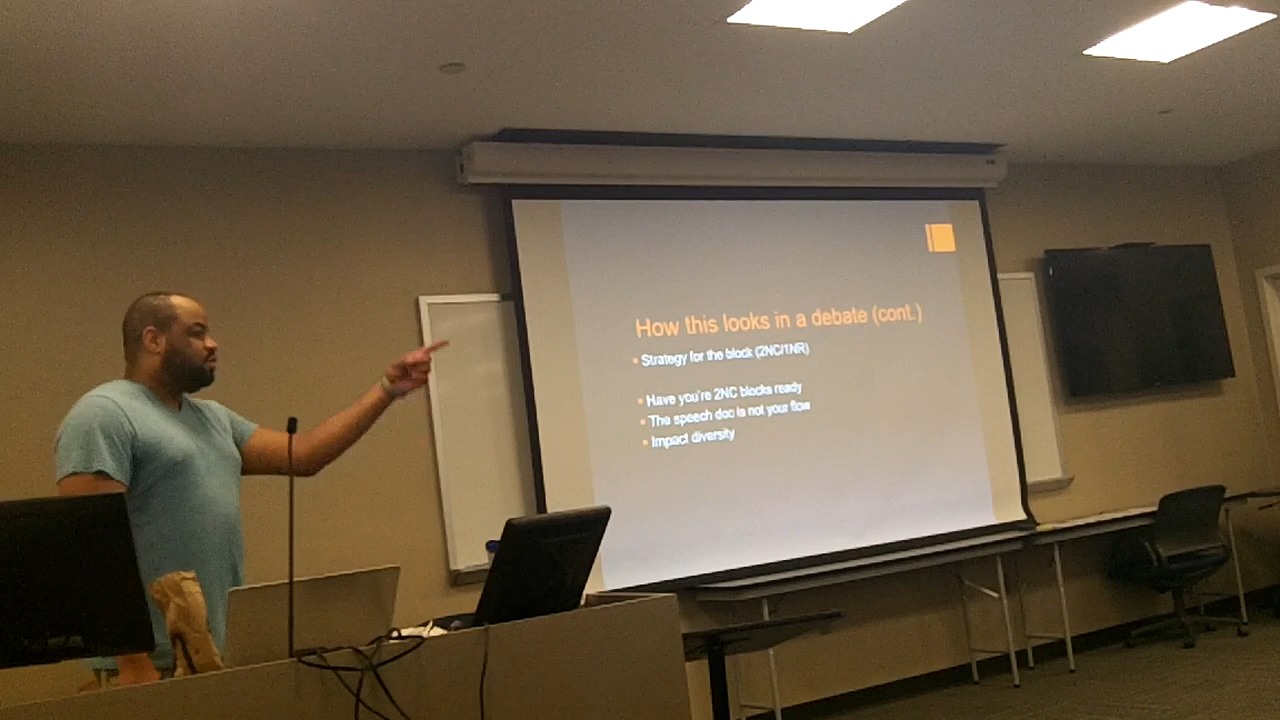 How this looks in a debate (cont.)
Strategy for the block (2NC/1NR)
Have you're 2NC blocks ready
The speech doc is not your flow
Impact diversity